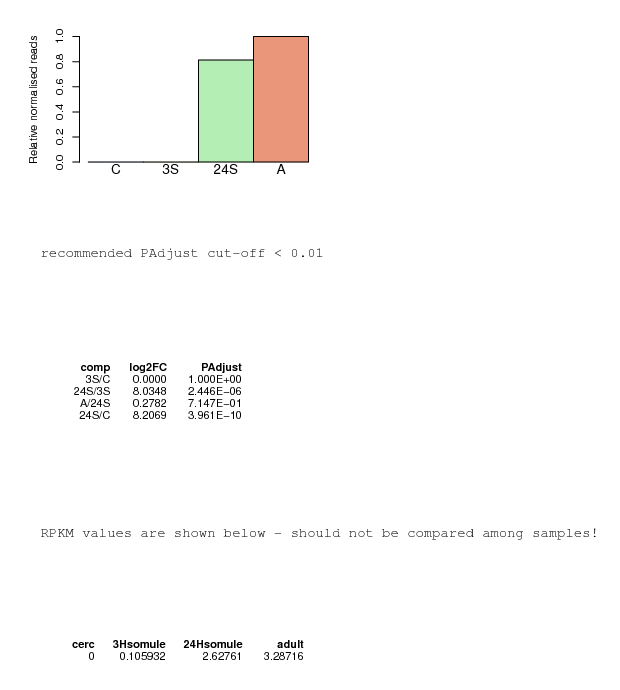 Relative normalised reads
1.0
0.8
0.6
0.4
0.2
0.0
C 3S 24S A
recommended PAdjust cut-off < 0.01
comp log2FC PAdjust
3S/C 0.0000 1.000E+00
24S/3S 8.0348 2.446E-06
A/24S 0.2782 7.147E-01
24S/C 8.2069 3.961E-10
RPKM values are shown below - should not be compared among samples!
cerc 3Hsomule 24Hsomule adult
0 0.105932 2.62761 3.28716